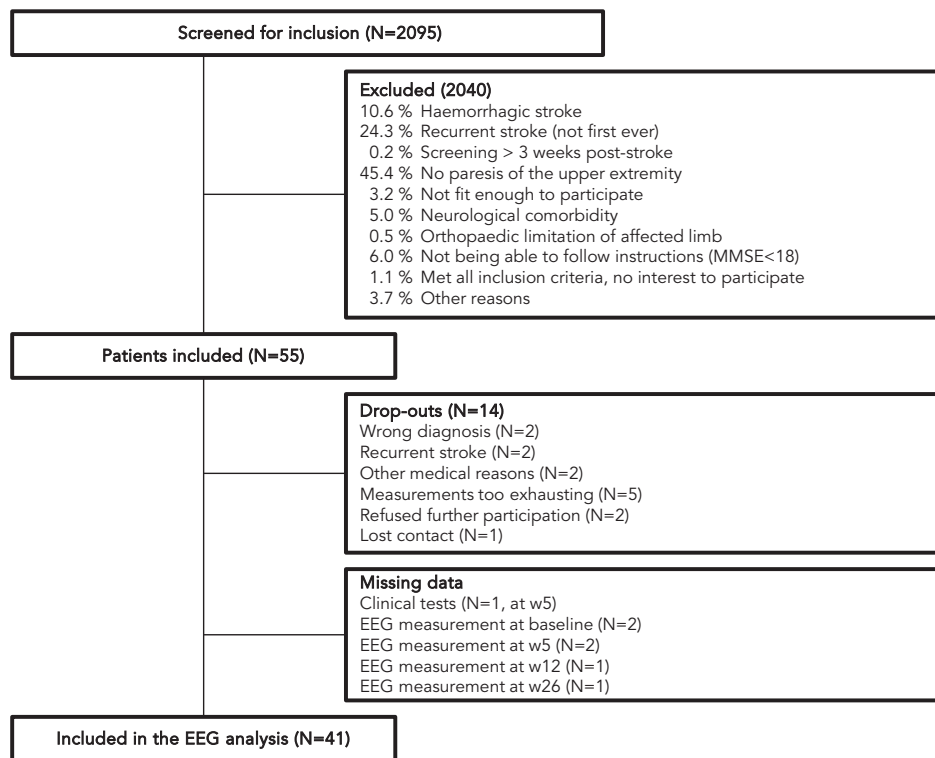 Screened for inclusion (N=2095)
Excluded (2040)
10.6 % Haemorrhagic stroke
24.3 % Recurrent stroke (not first ever)
0.2 % Screening > 3 weeks post-stroke
45.4 % No paresis of the upper extremity
3.2 % Not fit enough to participate
5.0 % Neurological comorbidity
0.5 % Orthopaedic limitation of affected limb
6.0 % Not being able to follow instructions (MMSE<18)
1.1 % Met all inclusion criteria, no interest to participate
3.7 % Other reasons
Patients included (N=55)
Drop-outs (N=14)
Wrong diagnosis (N=2)
Recurrent stroke (N=2)
Other medical reasons (N=2)
Measurements too exhausting (N=5)
Refused further participation (N=2)
Lost contact (N=1)
Missing data
Clinical tests (N=1, at w5)
EEG measurement at baseline (N=2)
EEG measurement at w5 (N=2)
EEG measurement at w12 (N=1)
EEG measurement at w26 (N=1)
Included in the EEG analysis (N=41)